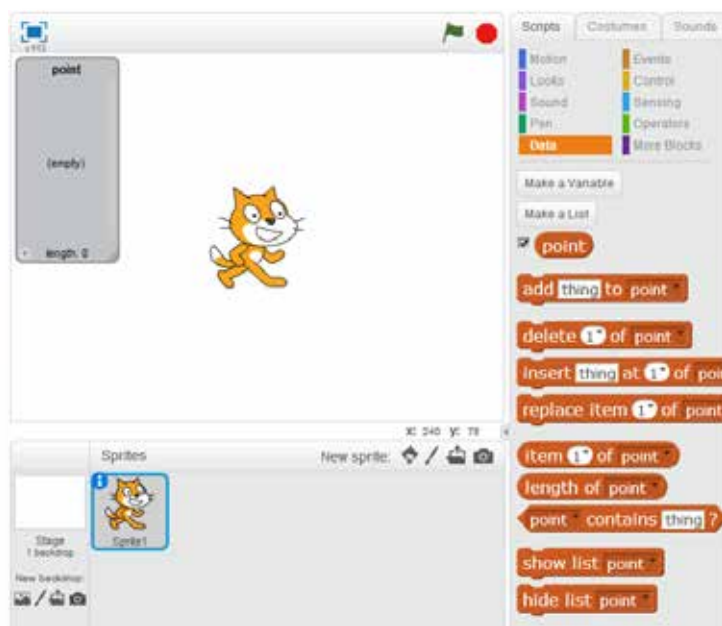 Scripts Costumes Sounds
point
(empty)
length: 0
Motion Events
Looks Control
Sound Sensing
Pen Operators
Data More Blocks
Make a Variable
Make a List
point
add thing to point
delete 1 of point
insert thing at 1 of poi
replace item 1 of point
item 1 of point
length of point
point contains thing ?
show list point
hide list point
x: 240 y: 78
Sprites New sprite:
Sprite1
Stage
1 backdrop
New backdrop: